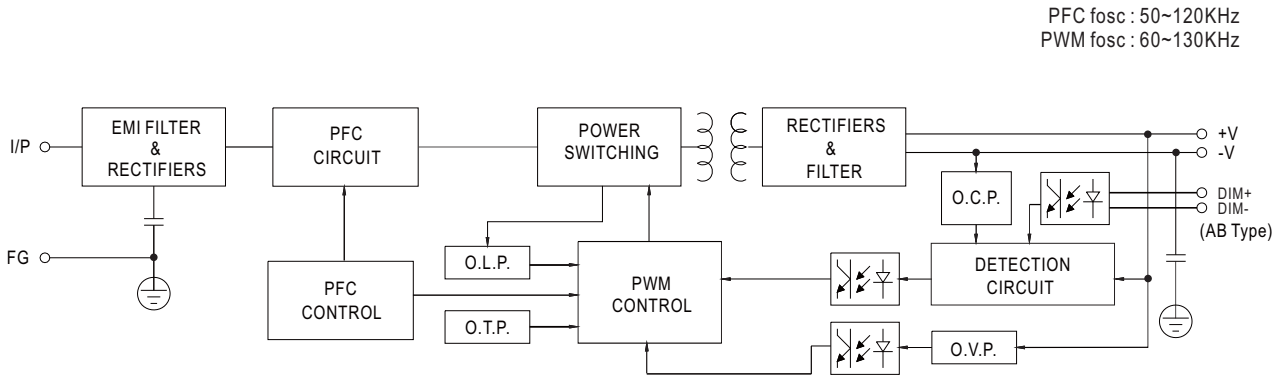 PFC fosc : 50~120KHz
PWM fosc : 60~130KHz
I/P
EMI FILTER
&
RECTIFIERS
PFC
CIRCUIT
POWER
SWITCHING
RECTIFIERS
&
FILTER
+V
-V
O.C.P.
DIM+
DIM-
(AB Type)
FG
O.L.P.
PFC
CONTROL
PWM
CONTROL
DETECTION
CIRCUIT
O.T.P.
O.V.P.